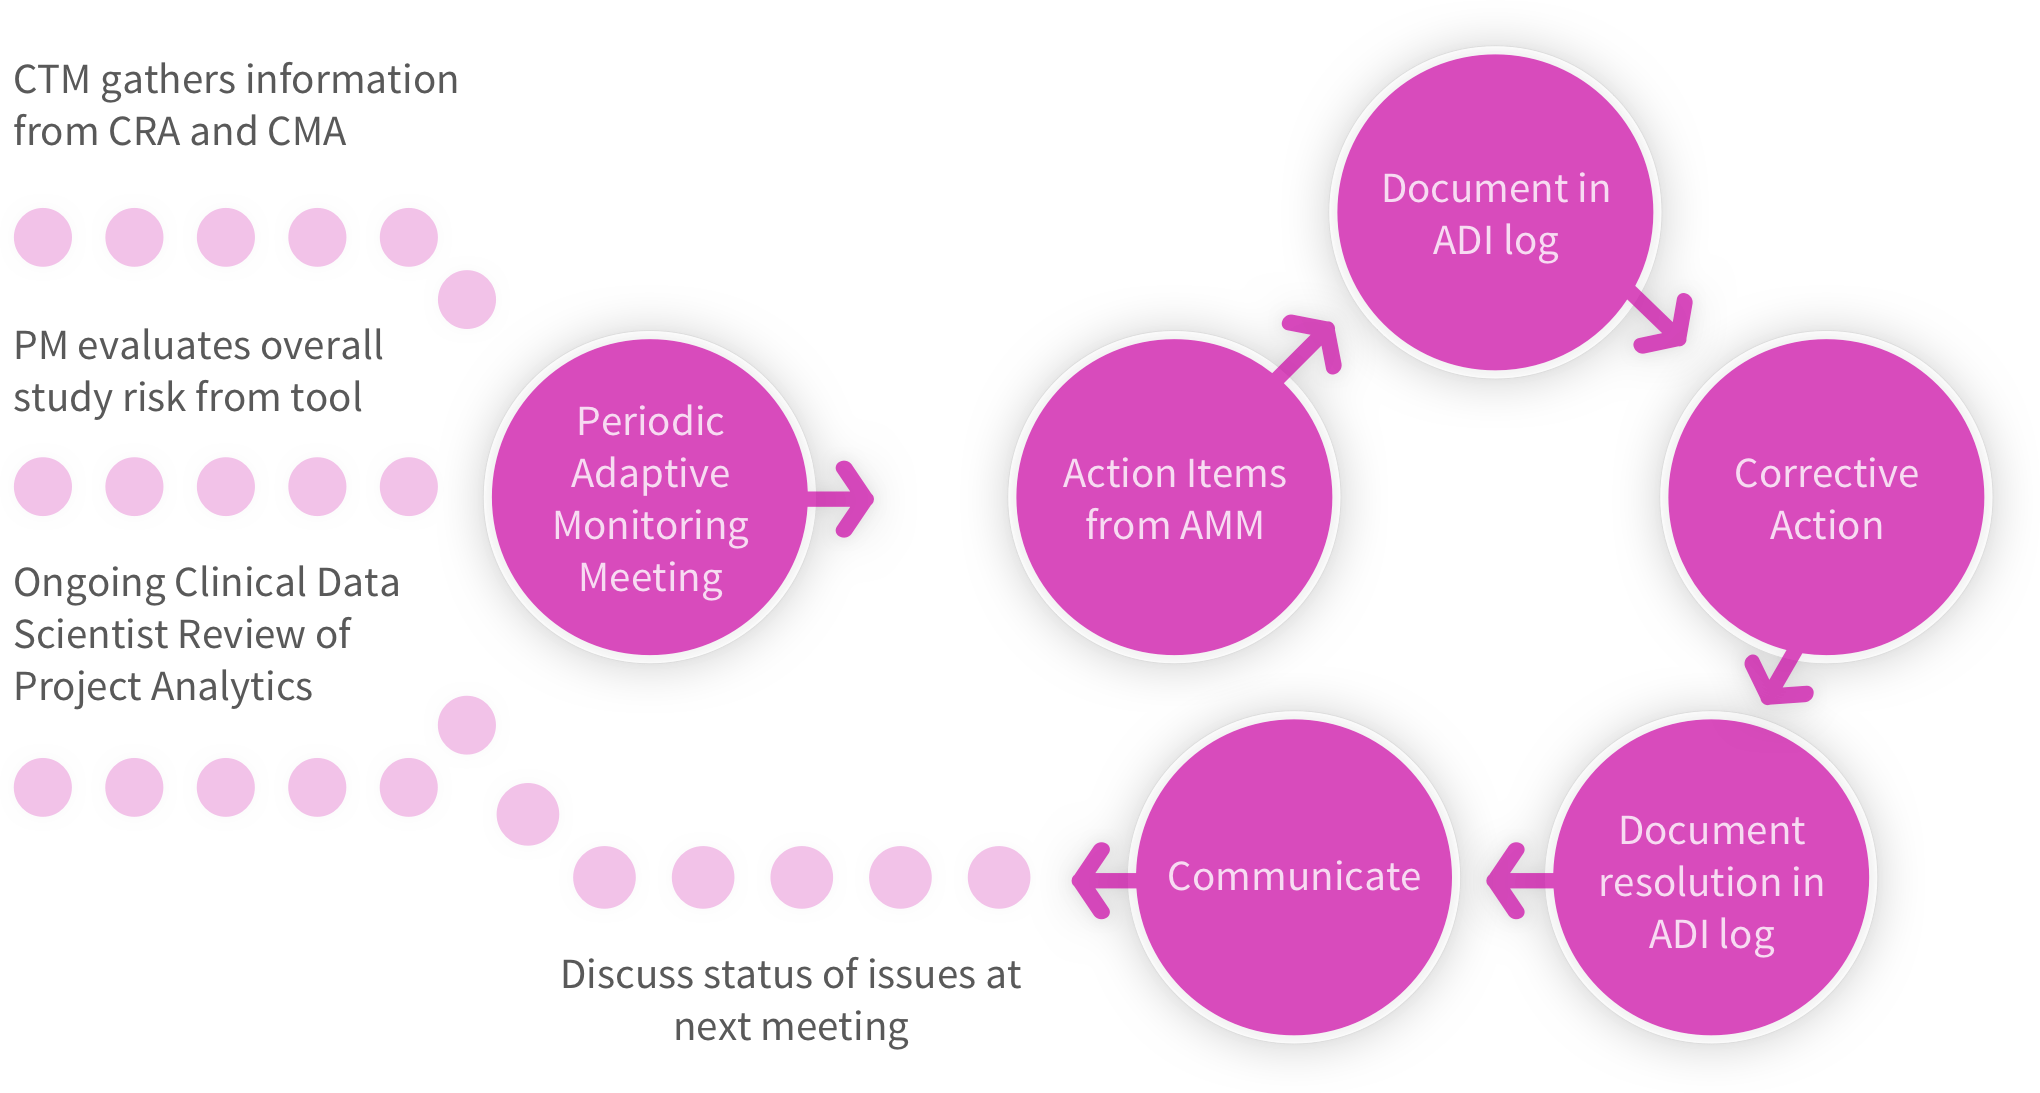 CTM gathers information
from CRA and CMA
PM evaluates overall
study risk from tool
Ongoing Clinical Data
Scientist Review of
Project Analytics
Periodic
Adaptive
Monitoring
Meeting
Action Items
from AMM
Document in
ADI log
Corrective
Action
Document
resolution in
ADI log
Communicate
Discuss status of issues at
next meeting